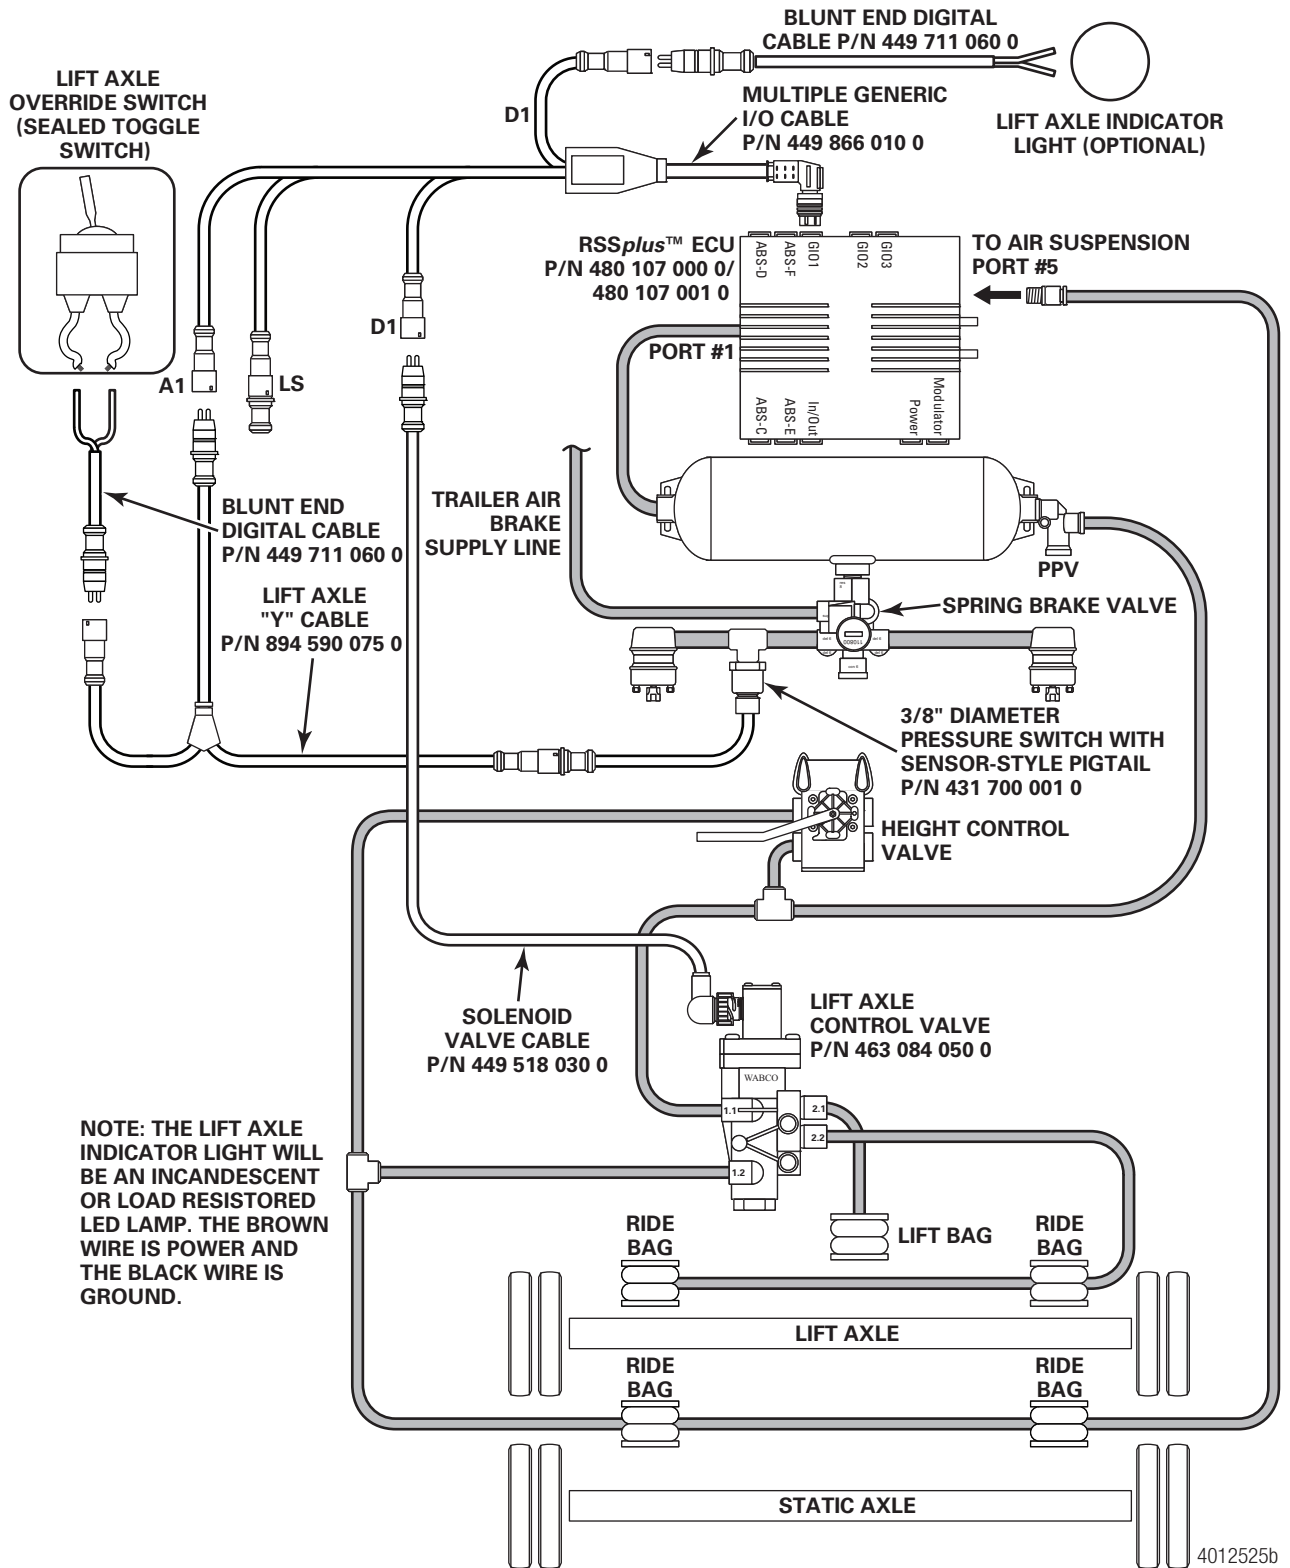 BLUNT END DIGITAL
CABLE P/N 449 711 060 0
LIFT AXLE
OVERRIDE SWITCH
(SEALED TOGGLE
SWITCH)
D1
MULTIPLE GENERIC
I/O CABLE
P/N 449 866 010 0
LIFT AXLE INDICATOR
LIGHT (OPTIONAL)
RSSplus™ ECU
P/N 480 107 000 0/
480 107 001 0
ABS-D
ABS-F
GIO1
GIO2
GIO3
TO AIR SUSPENSION
PORT #5
D1
PORT #1
A1
LS
ABS-C
ABS-E
In/Out
Power
Modulator
BLUNT END
DIGITAL CABLE
P/N 449 711 060 0
TRAILER AIR
BRAKE
SUPPLY LINE
PPV
LIFT AXLE
"Y" CABLE
P/N 894 590 075 0
SPRING BRAKE VALVE
110800
3/8" DIAMETER
PRESSURE SWITCH WITH
SENSOR-STYLE PIGTAIL
P/N 431 700 001 0
HEIGHT CONTROL
VALVE
SOLENOID
VALVE CABLE
P/N 449 518 030 0
LIFT AXLE
CONTROL VALVE
P/N 463 084 050 0
WABCO
1.1
2.1
2.2
1.2
NOTE: THE LIFT AXLE
INDICATOR LIGHT WILL
BE AN INCANDESCENT
OR LOAD RESISTORED
LED LAMP. THE BROWN
WIRE IS POWER AND
THE BLACK WIRE IS
GROUND.
RIDE
BAG
LIFT BAG
RIDE
BAG
LIFT AXLE
RIDE
BAG
RIDE
BAG
STATIC AXLE
4012525b